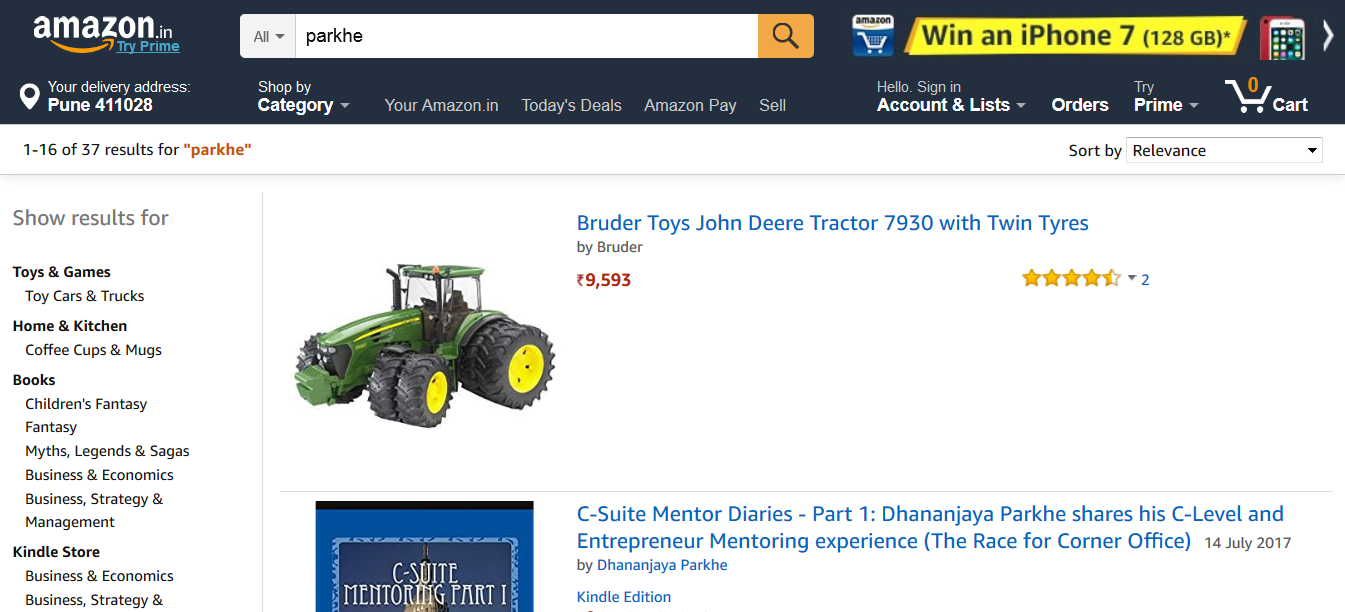 amazon.in
Try Prime
All
parkhe
amazon
Win an iPhone 7 (128 GB)*
Your delivery address:
Pune 411028
Shop by
Category
Your Amazon.in
Today's Deals
Amazon Pay
Sell
Hello. Sign in
Account & Lists
Orders
Try
Prime
0
Cart
1-16 of 37 results for "parkhe"
Sort by
Relevance
Show results for
Toys & Games
Toy Cars & Trucks
Home & Kitchen
Coffee Cups & Mugs
Books
Children's Fantasy
Fantasy
Myths, Legends & Sagas
Business & Economics
Business, Strategy &
Management
Kindle Store
Business & Economics
Business, Strategy &
Bruder Toys John Deere Tractor 7930 with Twin Tyres
by Bruder
₹9,593
2
C-SUITE
MENTORING PART I
C-Suite Mentor Diaries - Part 1: Dhananjaya Parkhe shares his C-Level and
Entrepreneur Mentoring experience (The Race for Corner Office) 14 July 2017
by Dhananjaya Parkhe
Kindle Edition